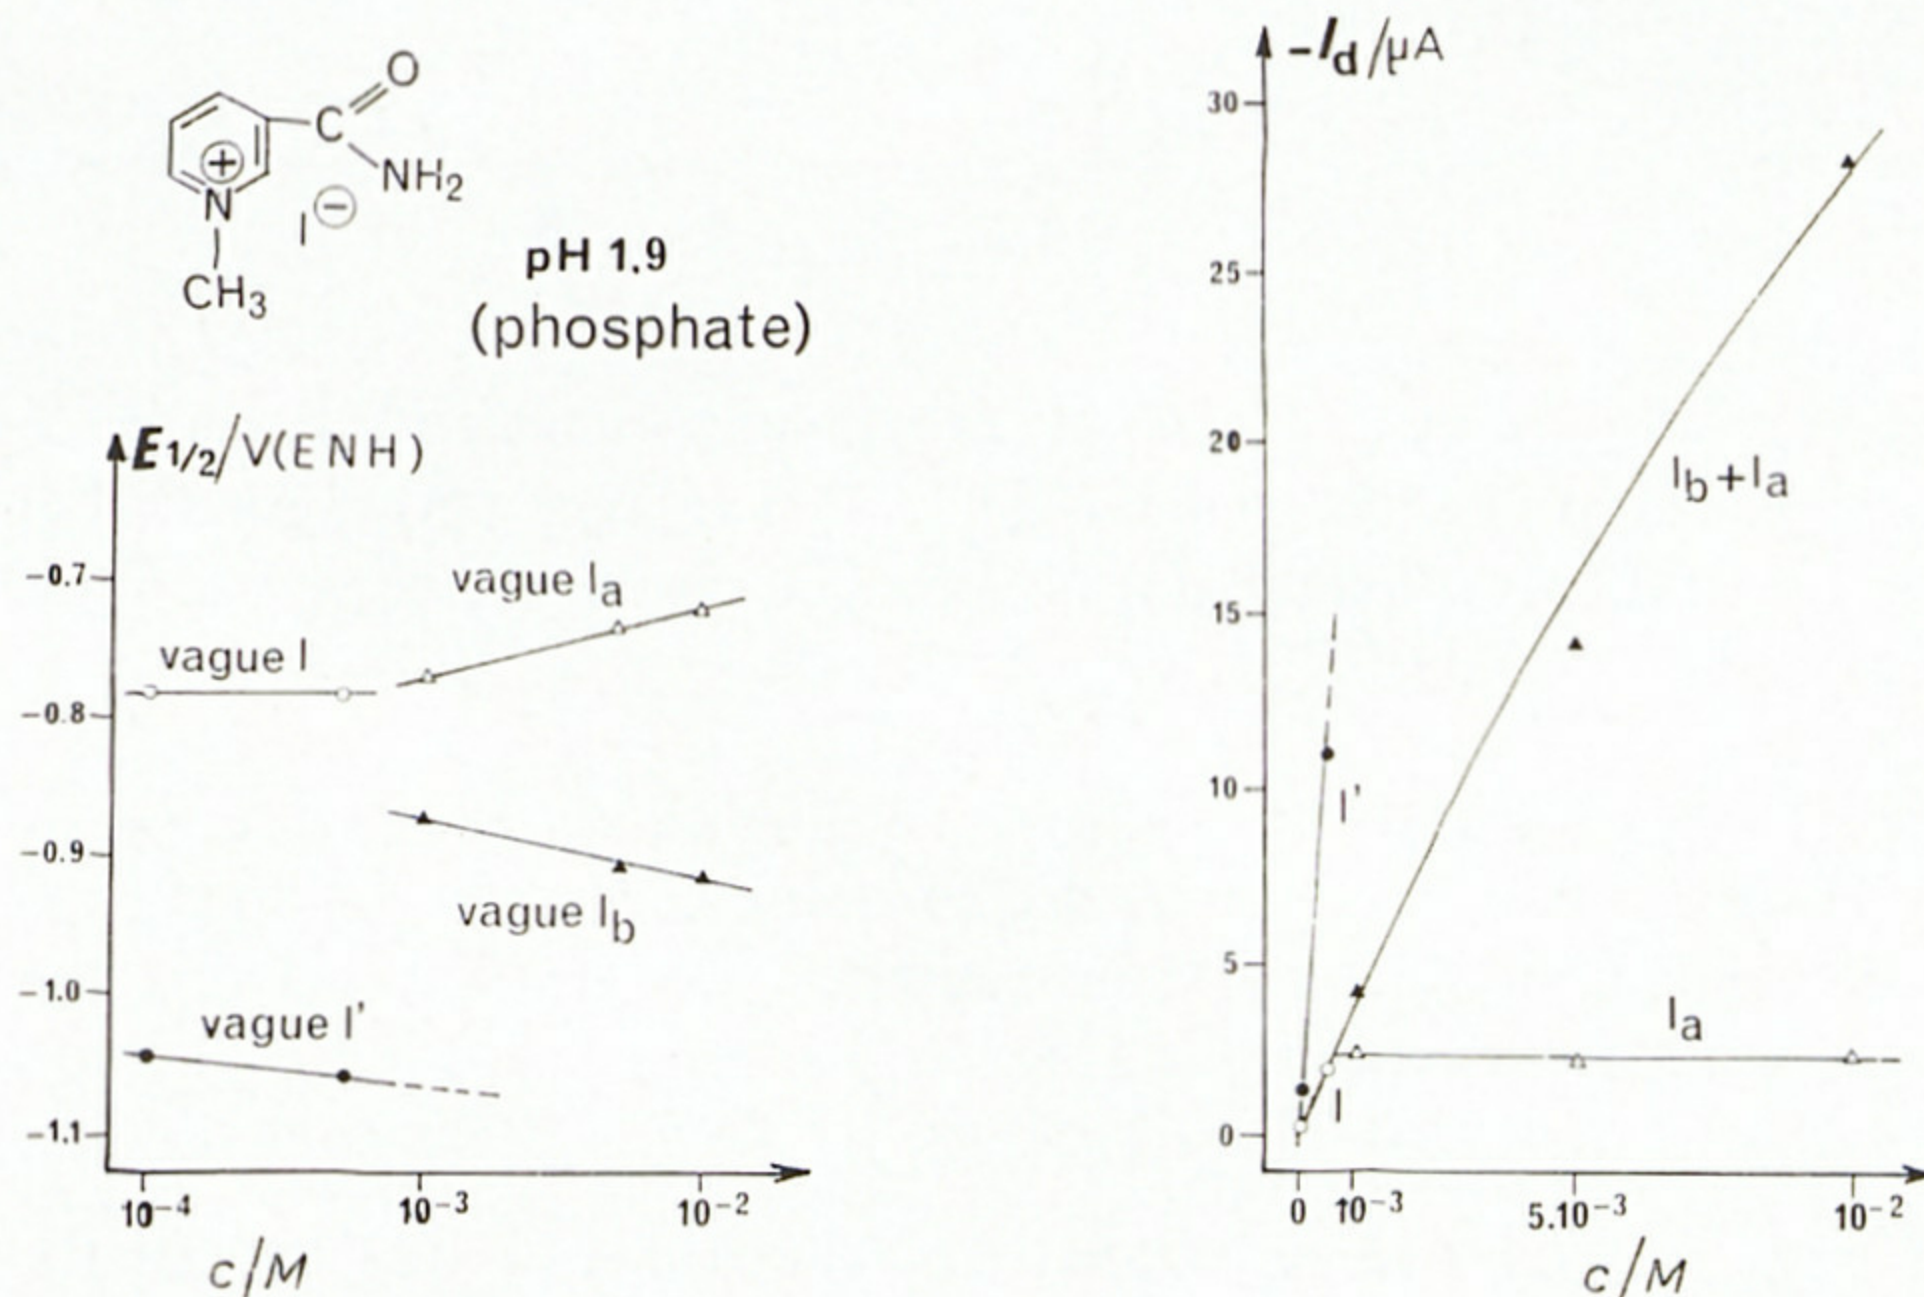 O
C
NH2
N
+
I −
CH3
pH 1.9
(phosphate)
E1/2/V(ENH)
−0.7
−0.8
−0.9
−1.0
−1.1
vague Ia
vague I
vague Ib
vague I'
10−4 10−3 10−2
c/M
−Id/µA
30
25
20
15
10
5
0
Ib+Ia
I'
Ia
I
0 10−3 5.10−3 10−2
c/M